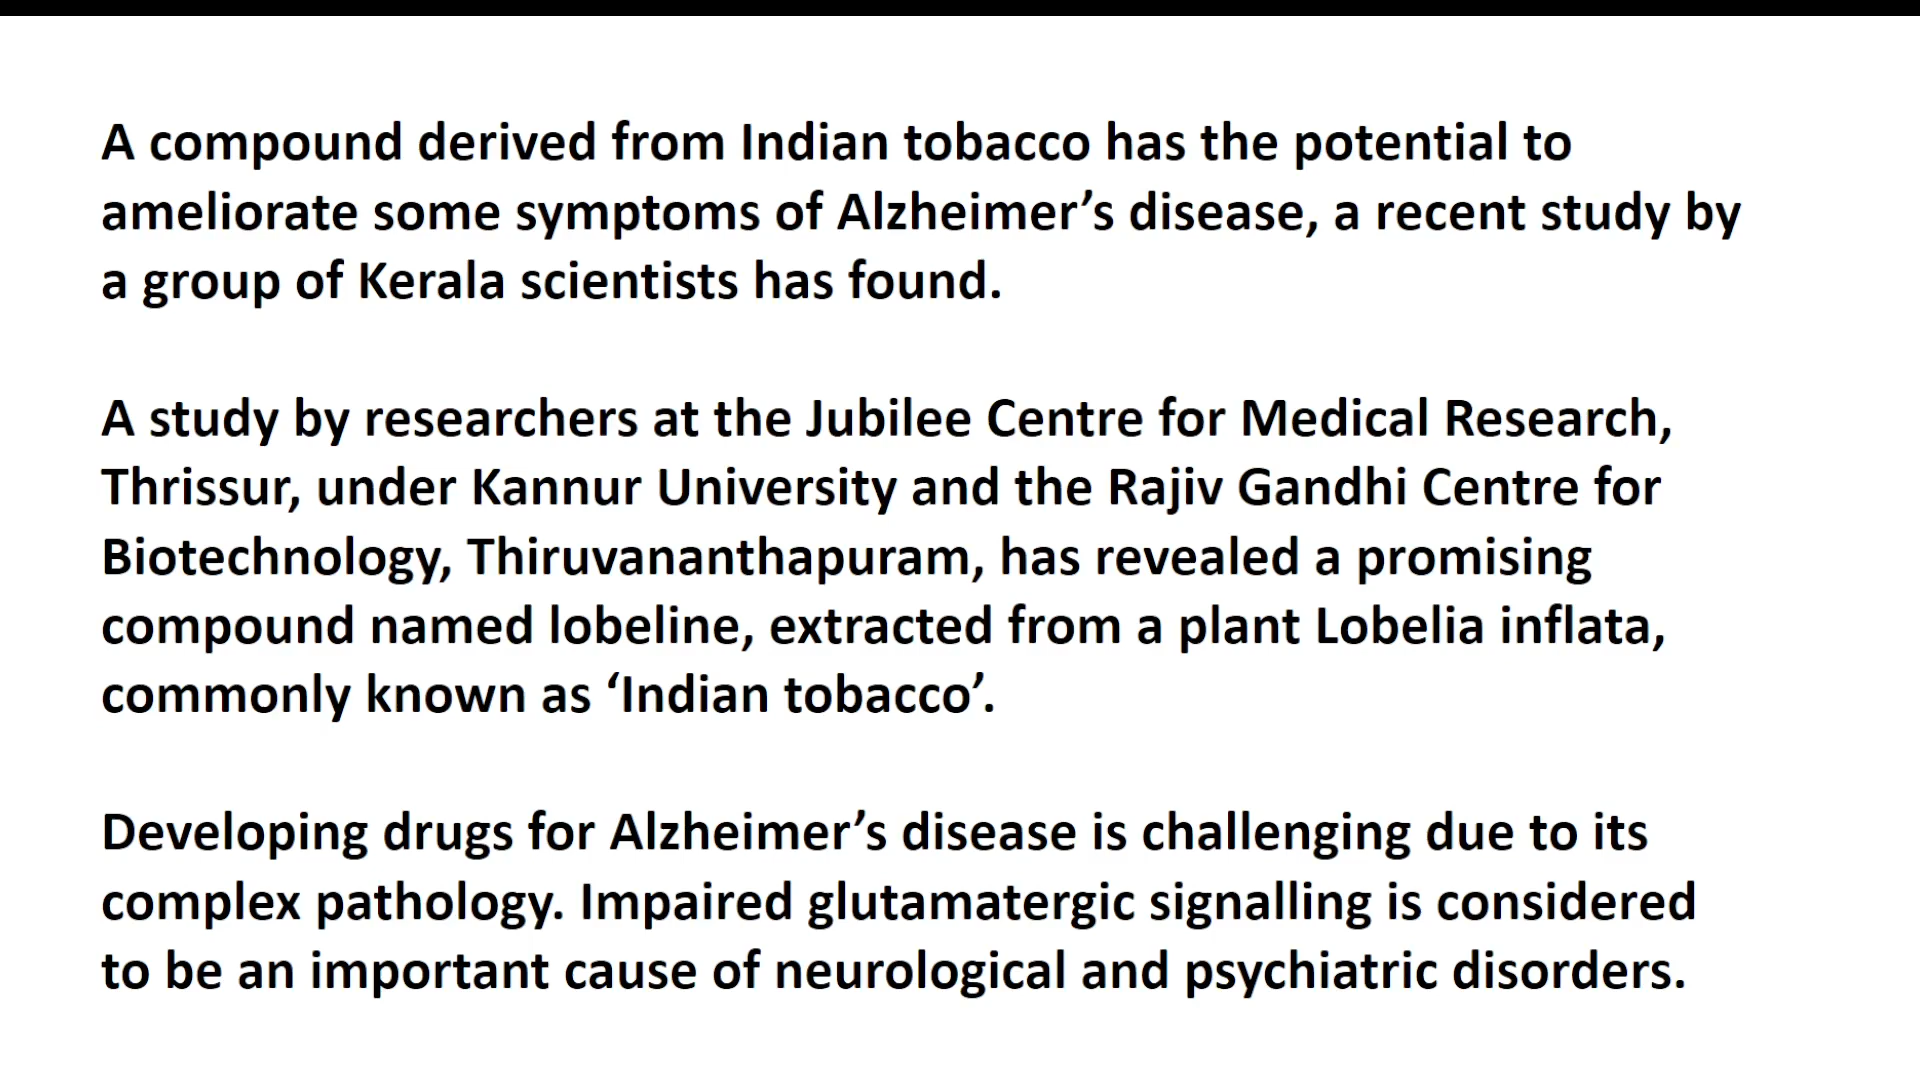 A compound derived from Indian tobacco has the potential to
ameliorate some symptoms of Alzheimer’s disease, a recent study by
a group of Kerala scientists has found.
A study by researchers at the Jubilee Centre for Medical Research,
Thrissur, under Kannur University and the Rajiv Gandhi Centre for
Biotechnology, Thiruvananthapuram, has revealed a promising
compound named lobeline, extracted from a plant Lobelia inflata,
commonly known as ‘Indian tobacco’.
Developing drugs for Alzheimer’s disease is challenging due to its
complex pathology. Impaired glutamatergic signalling is considered
to be an important cause of neurological and psychiatric disorders.